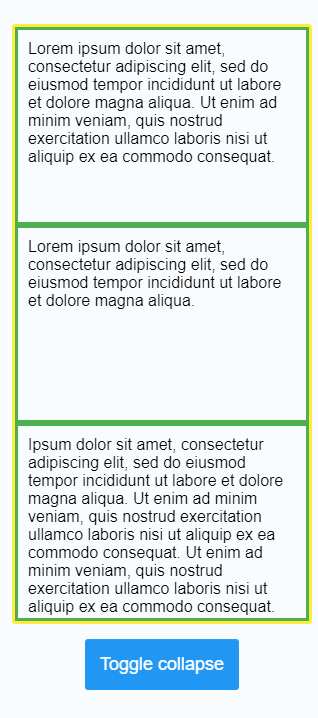 Lorem ipsum dolor sit amet,
consectetur adipiscing elit, sed do
eiusmod tempor incididunt ut labore
et dolore magna aliqua. Ut enim ad
minim veniam, quis nostrud
exercitation ullamco laboris nisi ut
aliquip ex ea commodo consequat.
Lorem ipsum dolor sit amet,
consectetur adipiscing elit, sed do
eiusmod tempor incididunt ut labore
et dolore magna aliqua.
Ipsum dolor sit amet, consectetur
adipiscing elit, sed do eiusmod
tempor incididunt ut labore et dolore
magna aliqua. Ut enim ad minim
veniam, quis nostrud exercitation
ullamco laboris nisi ut aliquip ex ea
commodo consequat. Ut enim ad
minim veniam, quis nostrud
exercitation ullamco laboris nisi ut
aliquip ex ea commodo consequat.
Toggle collapse